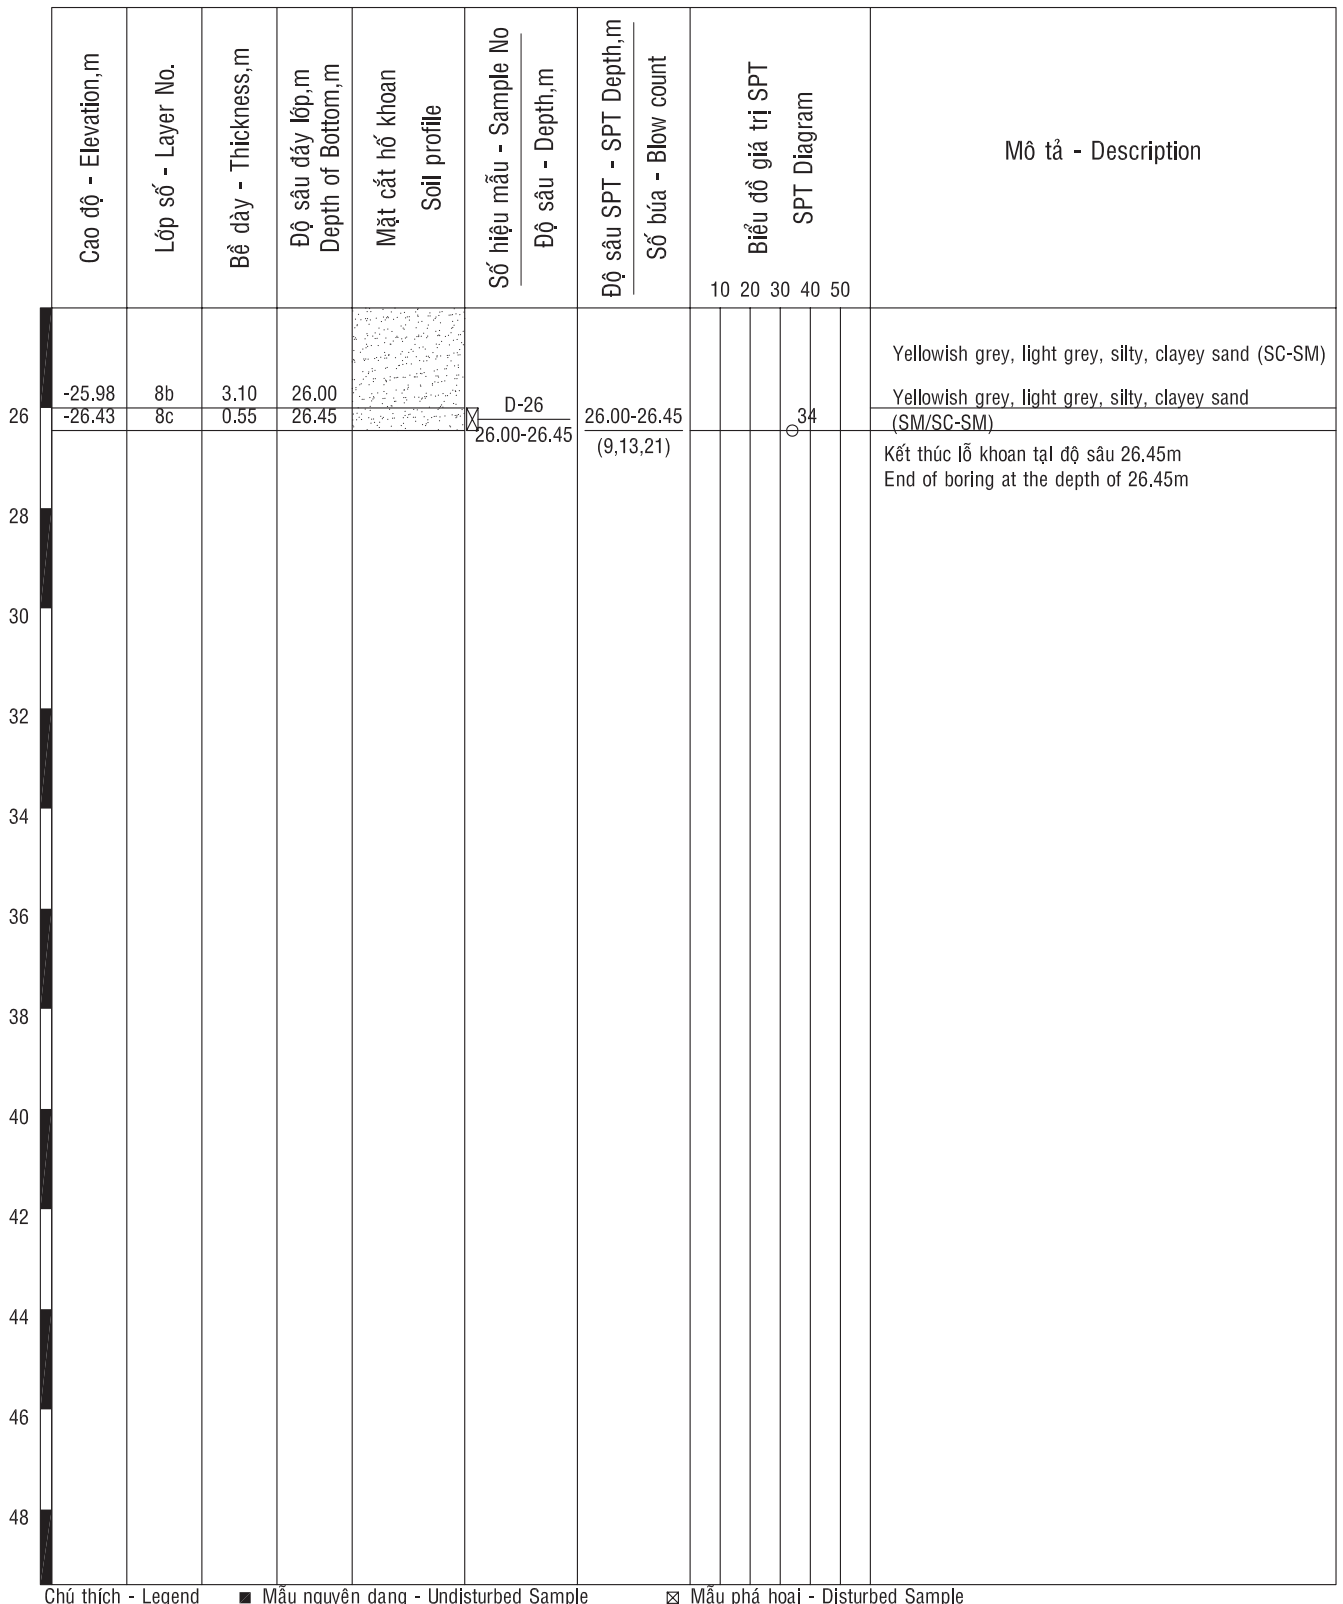 Cao độ - Elevation,m
Lớp số - Layer No.
Bề dày - Thickness,m
Độ sâu đáy lớp,m
Depth of Bottom,m
Mặt cắt hố khoan
Soil profile
Số hiệu mẫu - Sample No
Độ sâu - Depth,m
Độ sâu SPT - SPT Depth,m
Số búa - Blow count
Biểu đồ giá trị SPT
SPT Diagram
10 20 30 40 50
Mô tả - Description
Yellowish grey, light grey, silty, clayey sand (SC-SM)
-25.98 8b 3.10 26.00
Yellowish grey, light grey, silty, clayey sand
(SM/SC-SM)
26 -26.43 8c 0.55 26.45
D-26
26.00-26.45
26.00-26.45
(9,13,21)
34
Kết thúc lỗ khoan tại độ sâu 26.45m
End of boring at the depth of 26.45m
28
30
32
34
36
38
40
42
44
46
48
Chú thích - Legend Mẫu nguyên dạng - Undisturbed Sample Mẫu phá hoại - Disturbed Sample